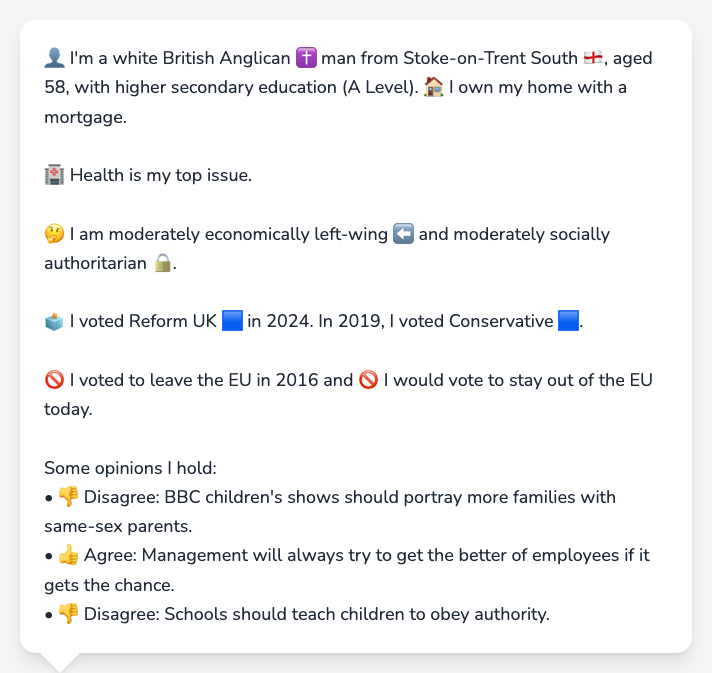 👤 I'm a white British Anglican ✝️ man from Stoke-on-Trent South 🏴󠁧󠁢󠁥󠁮󠁧󠁿, aged
58, with higher secondary education (A Level). 🏠 I own my home with a
mortgage.
🏥 Health is my top issue.
🤔 I am moderately economically left-wing ⬅️ and moderately socially
authoritarian 🔒.
🗳️ I voted Reform UK 🟦 in 2024. In 2019, I voted Conservative 🟦.
🚫 I voted to leave the EU in 2016 and 🚫 I would vote to stay out of the EU
today.
Some opinions I hold:
• 👎 Disagree: BBC children's shows should portray more families with
same-sex parents.
• 👍 Agree: Management will always try to get the better of employees if it
gets the chance.
• 👎 Disagree: Schools should teach children to obey authority.